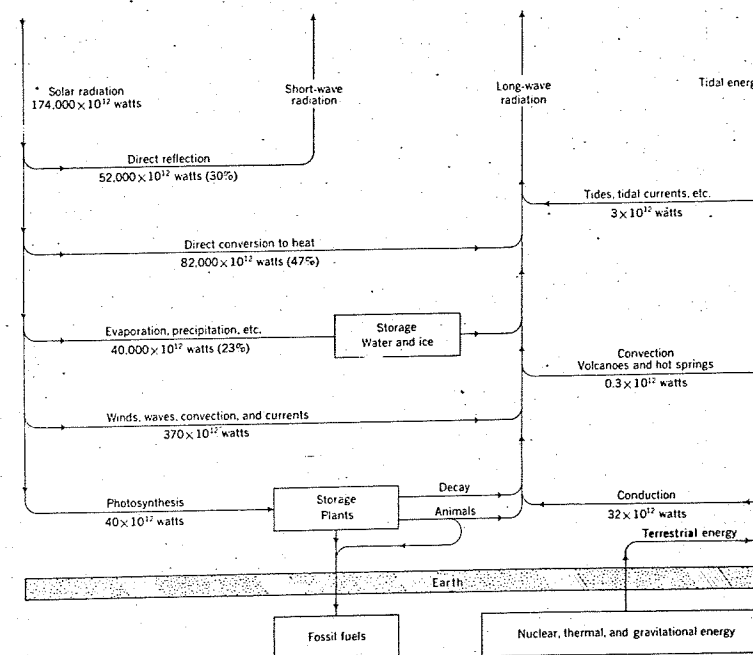 Solar radiation
174,000 × 10¹² watts
Short-wave
radiation
Long-wave
radiation
Tidal energ
Direct reflection
52,000 × 10¹² watts (30%)
Tides, tidal currents, etc.
3 × 10¹² watts
Direct conversion to heat
82,000 × 10¹² watts (47%)
Evaporation, precipitation, etc.
40,000 × 10¹² watts (23%)
Storage
Water and ice
Convection
Volcanoes and hot springs
0.3 × 10¹² watts
Winds, waves, convection, and currents
370 × 10¹² watts
Photosynthesis
40 × 10¹² watts
Storage
Plants
Decay
Animals
Conduction
32 × 10¹² watts
Terrestrial energy
Earth
Fossil fuels
Nuclear, thermal, and gravitational energy